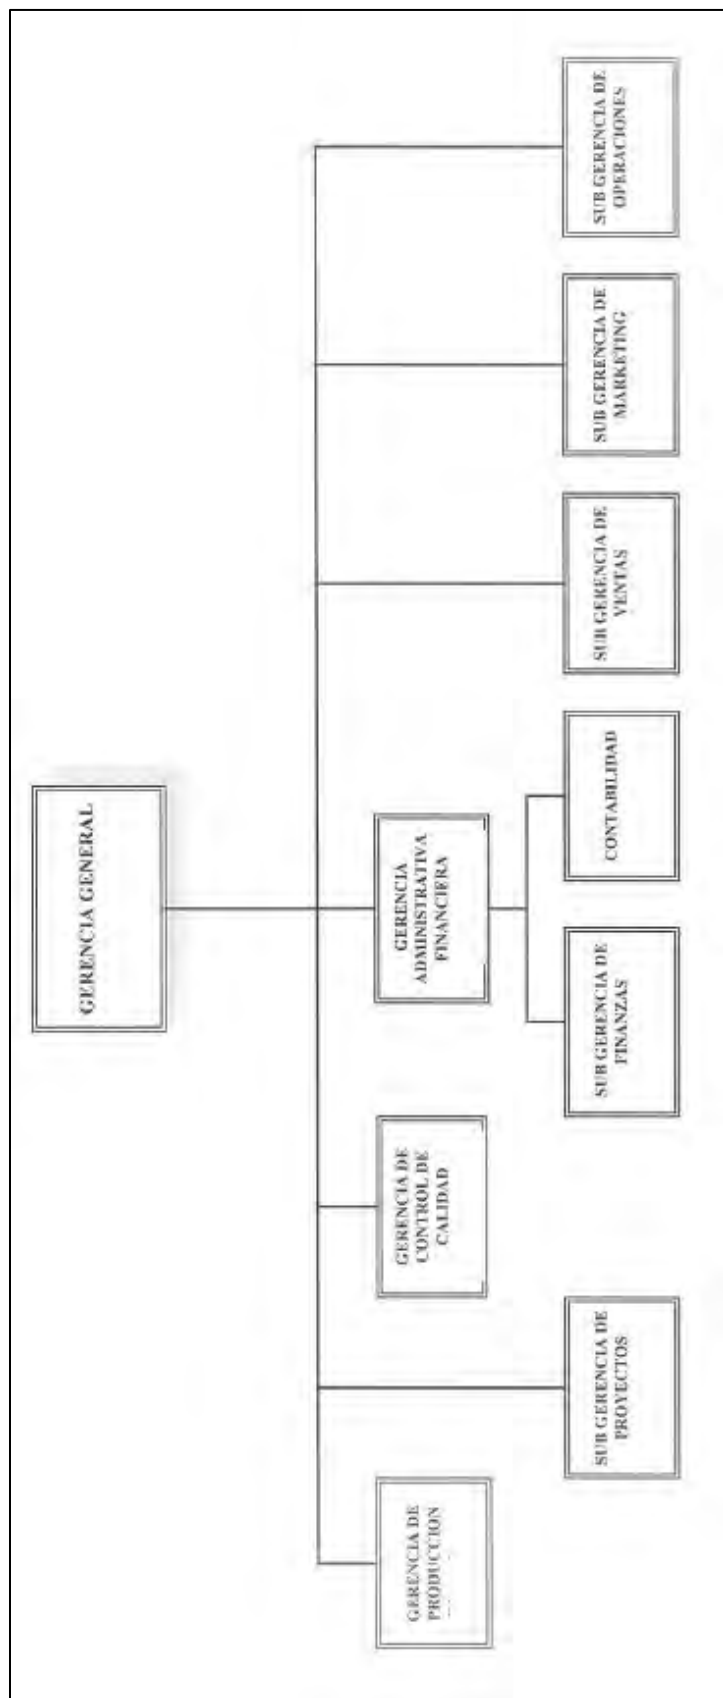 GERENCIA GENERAL
GERENCIA DE
PRODUCCION
GERENCIA DE
CONTROL DE
CALIDAD
GERENCIA
ADMINISTRATIVA
FINANCIERA
SUB GERENCIA DE
PROYECTOS
SUB GERENCIA DE
FINANZAS
CONTABILIDAD
SUB GERENCIA DE
VENTAS
SUB GERENCIA DE
MARKETING
SUB GERENCIA DE
OPERACIONES